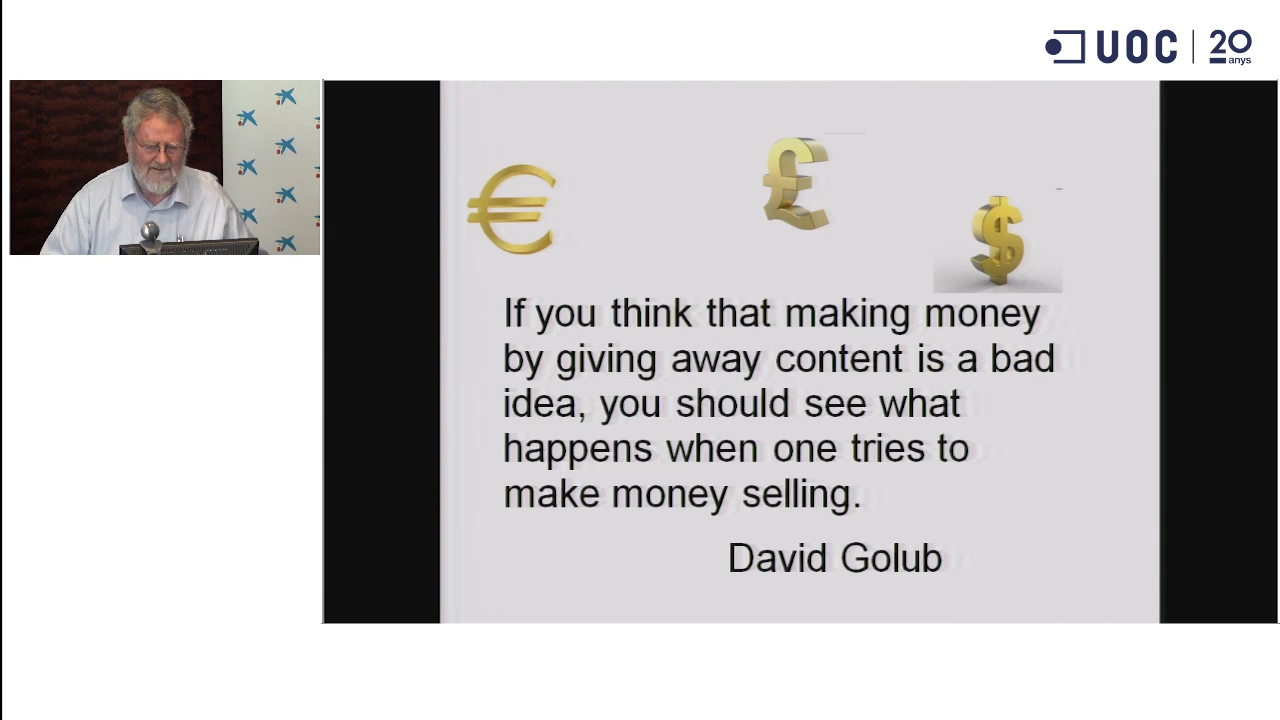 UOC
20
anys
If you think that making money
by giving away content is a bad
idea, you should see what
happens when one tries to
make money selling.
David Golub